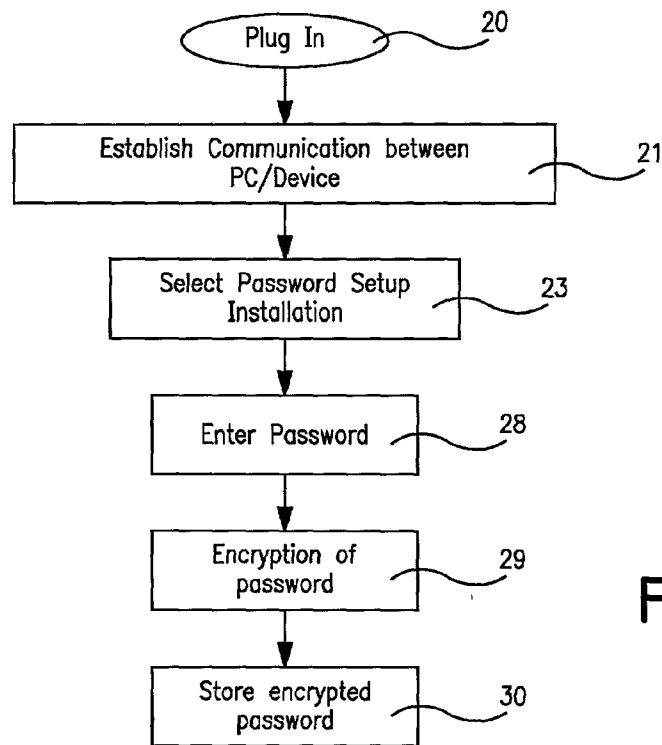 Plug In
20
Establish Communication between
PC/Device
21
Select Password Setup
Installation
23
Enter Password
28
Encryption of
password
29
F
Store encrypted
password
30